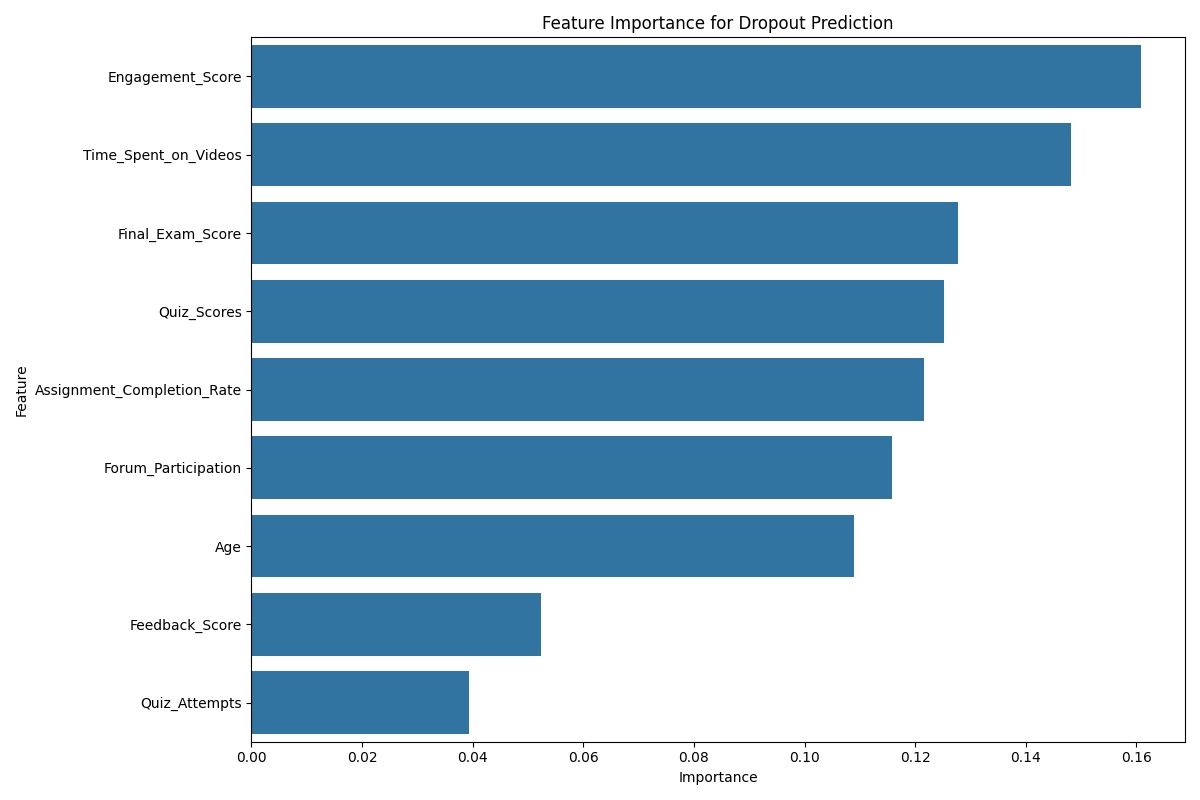 Feature Importance for Dropout Prediction
Engagement_Score
Time_Spent_on_Videos
Final_Exam_Score
Quiz_Scores
Assignment_Completion_Rate
Forum_Participation
Age
Feedback_Score
Quiz_Attempts
Feature
0.00 0.02 0.04 0.06 0.08 0.10 0.12 0.14 0.16
Importance